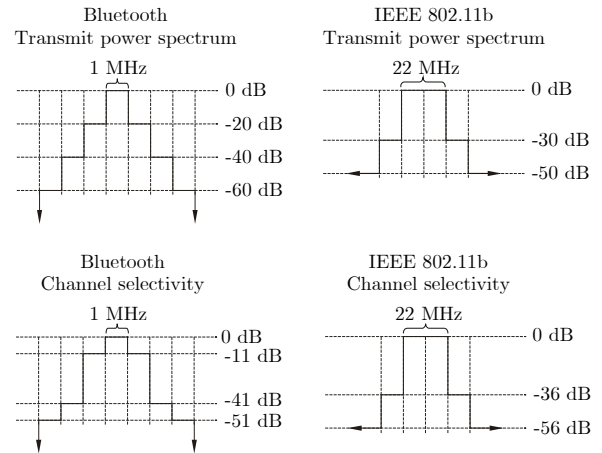 Bluetooth
Transmit power spectrum
1 MHz
0 dB
-20 dB
-40 dB
-60 dB
IEEE 802.11b
Transmit power spectrum
22 MHz
0 dB
-30 dB
-50 dB
Bluetooth
Channel selectivity
1 MHz
0 dB
-11 dB
-41 dB
-51 dB
IEEE 802.11b
Channel selectivity
22 MHz
0 dB
-36 dB
-56 dB